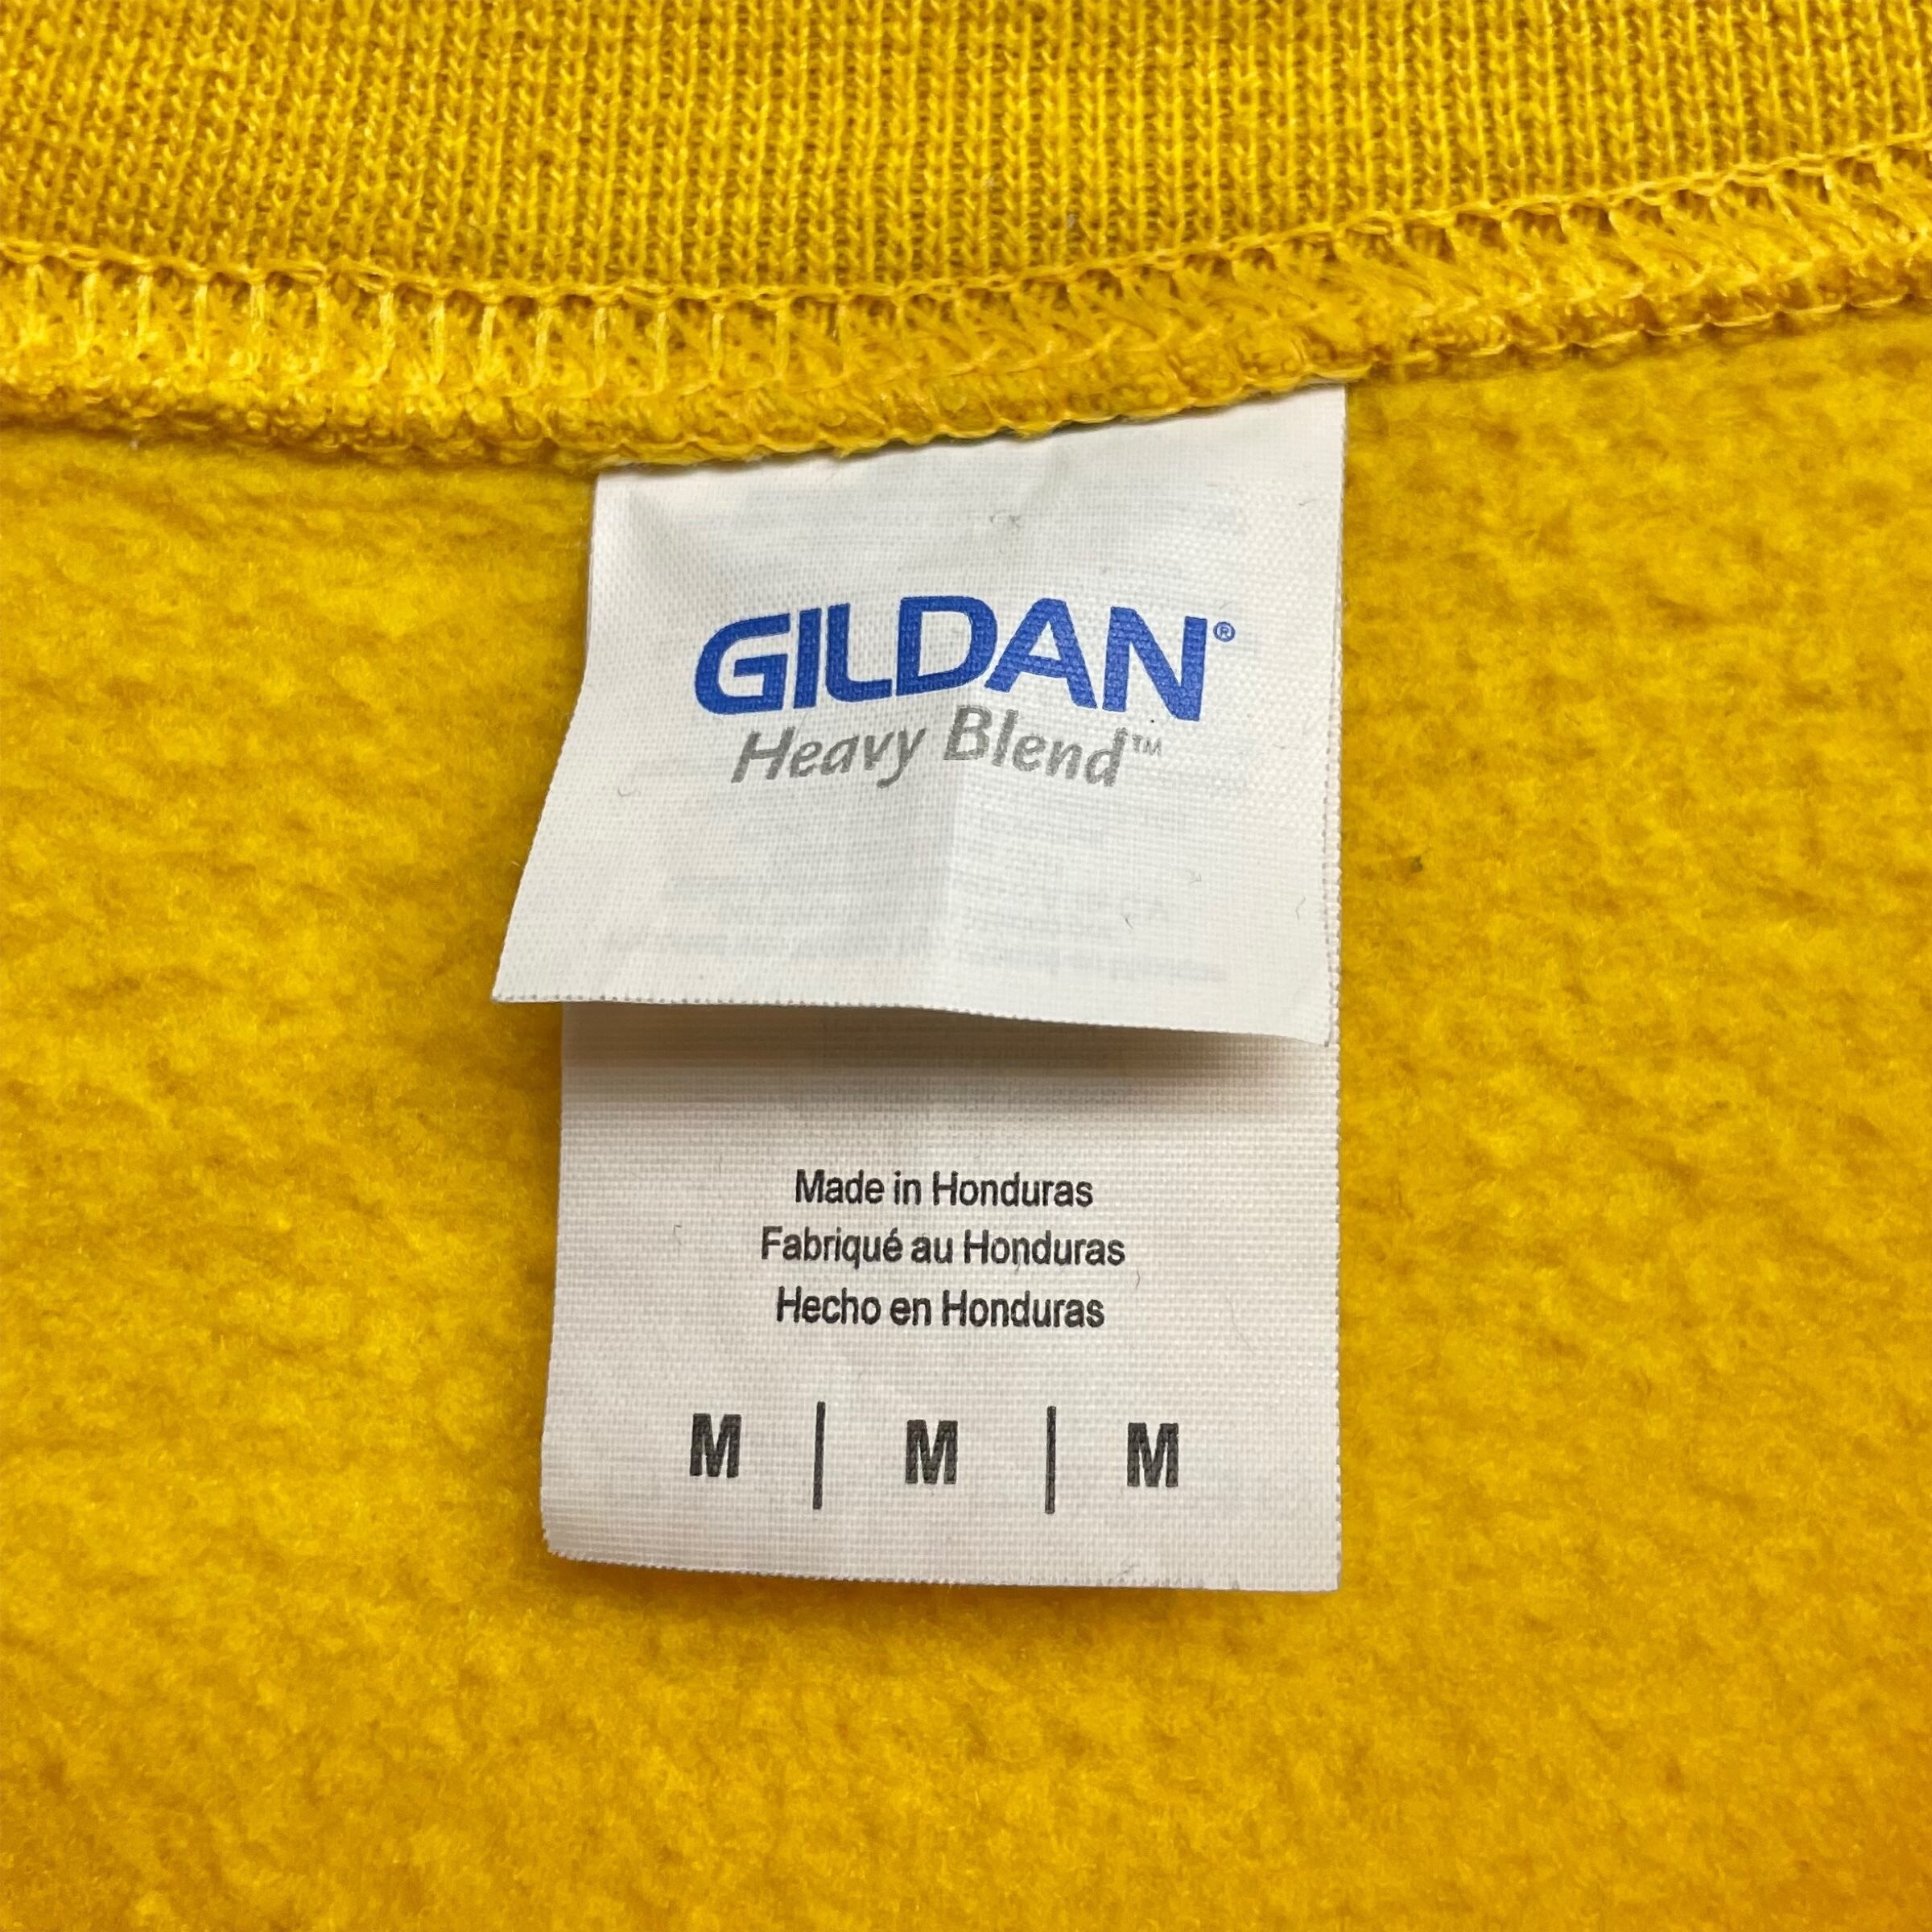 GILDAN®
Heavy Blend™
Made in Honduras
Fabriqué au Honduras
Hecho en Honduras
M | M | M